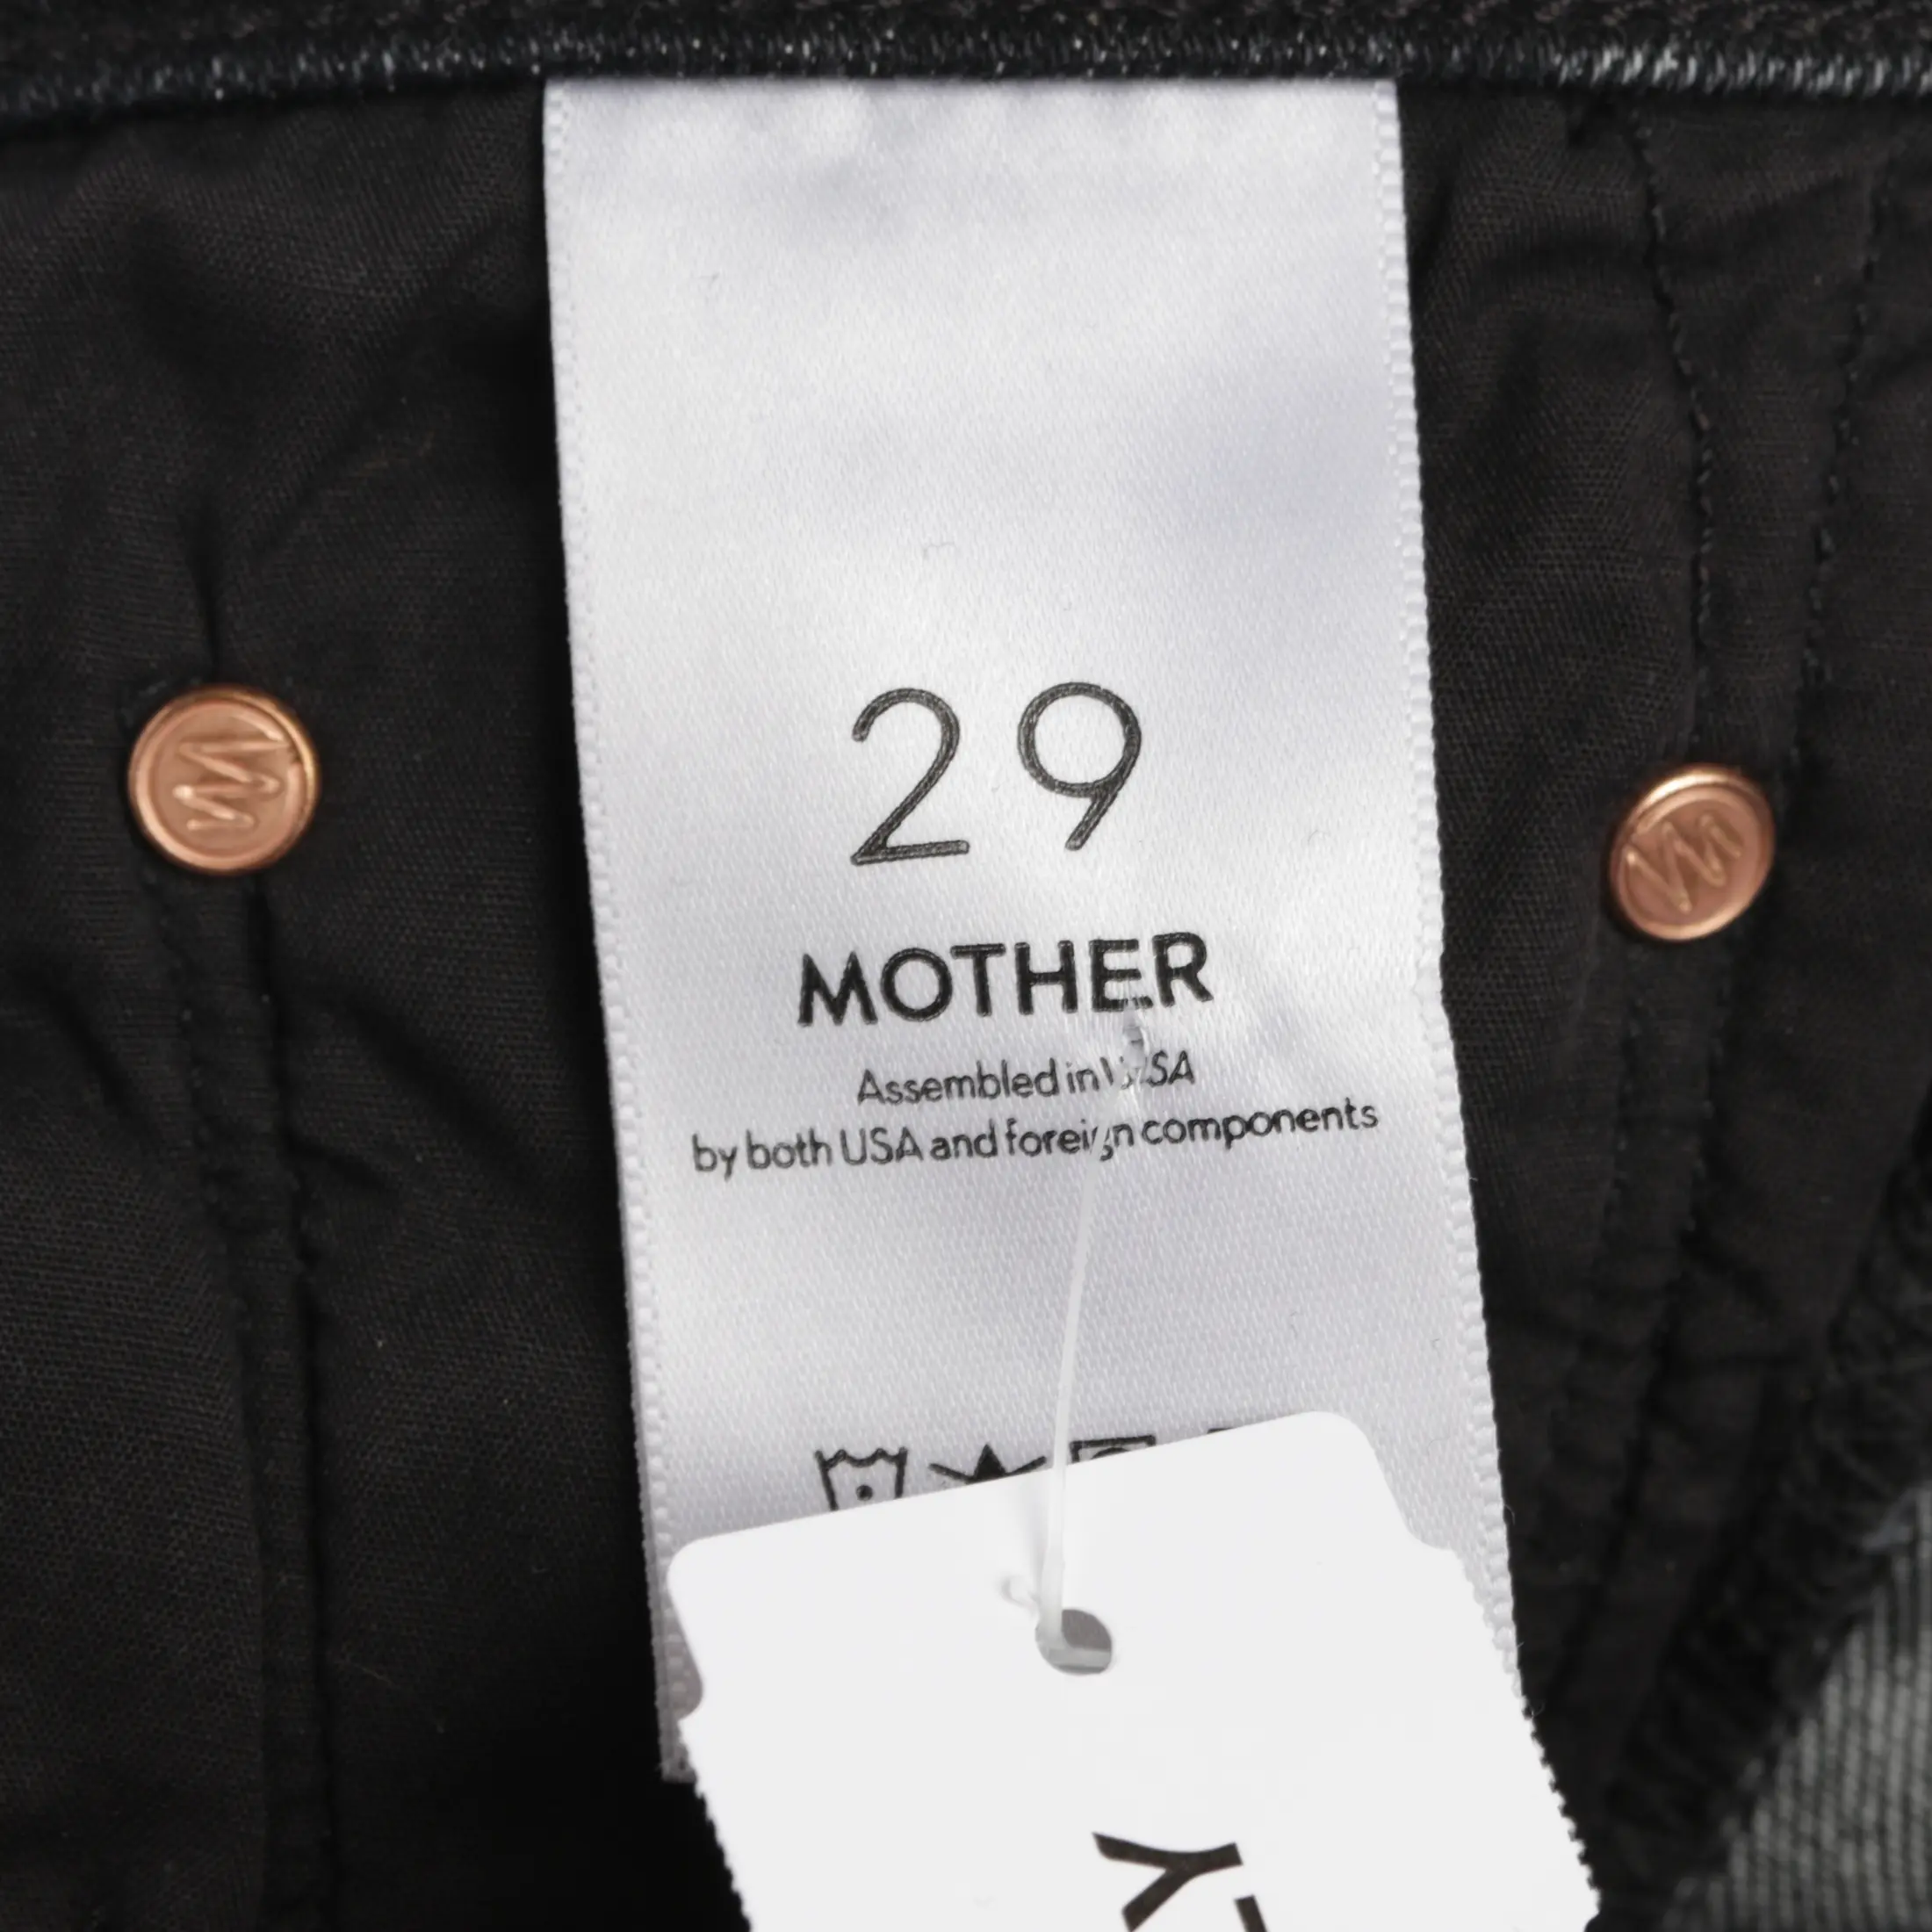 29
MOTHER
Assembled in USA
by both USA and foreign components